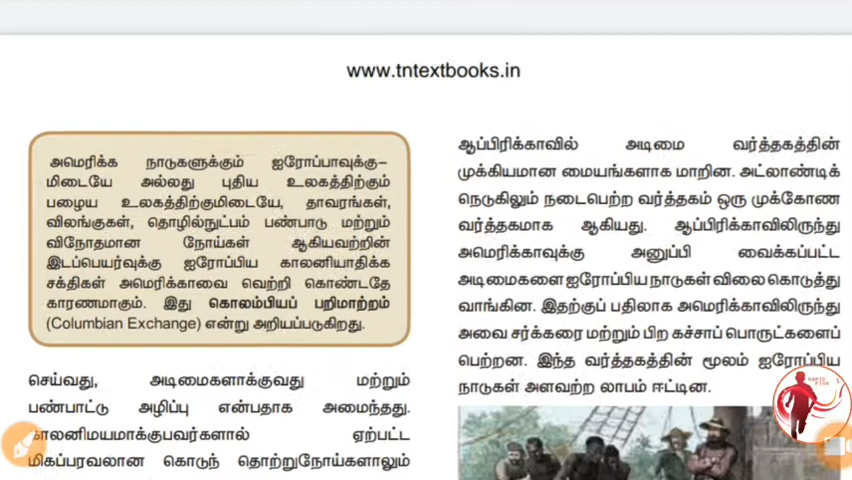 www.tntextbooks.in
அமெரிக்க நாடுகளுக்கும் ஐரோப்பாவுக்கு-
மிடையே அல்லது புதிய உலகத்திற்கும்
பழைய உலகத்திற்குமிடையே, தாவரங்கள்,
விலங்குகள், தொழில்நுட்பம் பண்பாடு மற்றும்
விநோதமான நோய்கள் ஆகியவற்றின்
இடப்பெயர்வுக்கு ஐரோப்பிய காலனியாதிக்க
சக்திகள் அமெரிக்காவை வெற்றி கொண்டதே
காரணமாகும். இது கொலம்பியப் பறிமாற்றம்
(Columbian Exchange) என்று அறியப்படுகிறது.
செய்வது, அடிமைகளாக்குவது மற்றும்
பண்பாட்டு அழிப்பு என்பதாக அமைந்தது.
காலனிமயமாக்குபவர்களால் ஏற்பட்ட
மிகப்பரவலான கொடுந் தொற்றுநோய்களாலும்
ஆப்பிரிக்காவில் அடிமை வர்த்தகத்தின்
முக்கியமான மையங்களாக மாறின. அட்லாண்டிக்
நெடுகிலும் நடைபெற்ற வர்த்தகம் ஒரு முக்கோண
வர்த்தகமாக ஆகியது. ஆப்பிரிக்காவிலிருந்து
அமெரிக்காவுக்கு அனுப்பி வைக்கப்பட்ட
அடிமைகளை ஐரோப்பிய நாடுகள் விலை கொடுத்து
வாங்கின. இதற்குப் பதிலாக அமெரிக்காவிலிருந்து
அவை சர்க்கரை மற்றும் பிற கச்சாப் பொருட்களைப்
பெற்றன. இந்த வர்த்தகத்தின் மூலம் ஐரோப்பிய
நாடுகள் அளவற்ற லாபம் ஈட்டின.